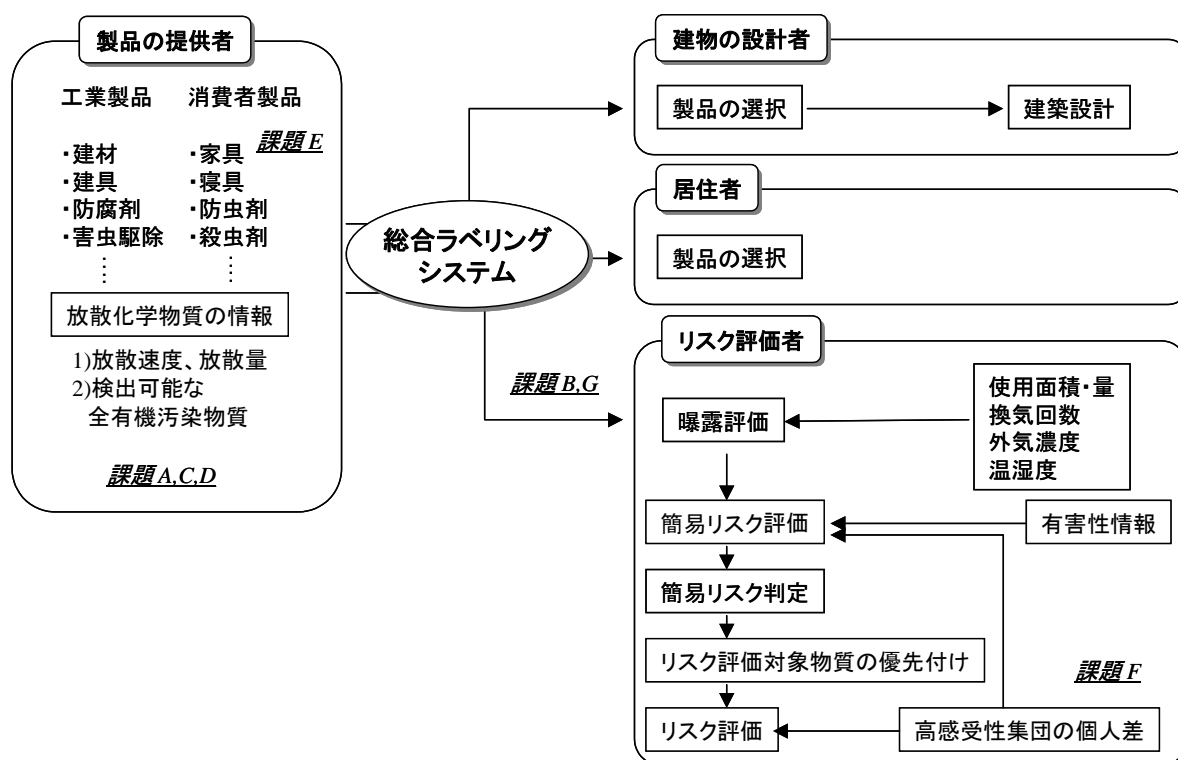 製品の提供者
工業製品 消費者製品
課題E
・建材 ・家具
・建具 ・寝具
・防腐剤 ・防虫剤
・害虫駆除 ・殺虫剤
⋮ ⋮
放散化学物質の情報
1)放散速度、放散量
2)検出可能な
全有機汚染物質
課題A,C,D
総合ラベリング
システム
課題B,G
建物の設計者
製品の選択
建築設計
居住者
製品の選択
リスク評価者
使用面積・量
換気回数
外気濃度
温湿度
曝露評価
簡易リスク評価
有害性情報
簡易リスク判定
リスク評価対象物質の優先付け
課題F
リスク評価
高感受性集団の個人差